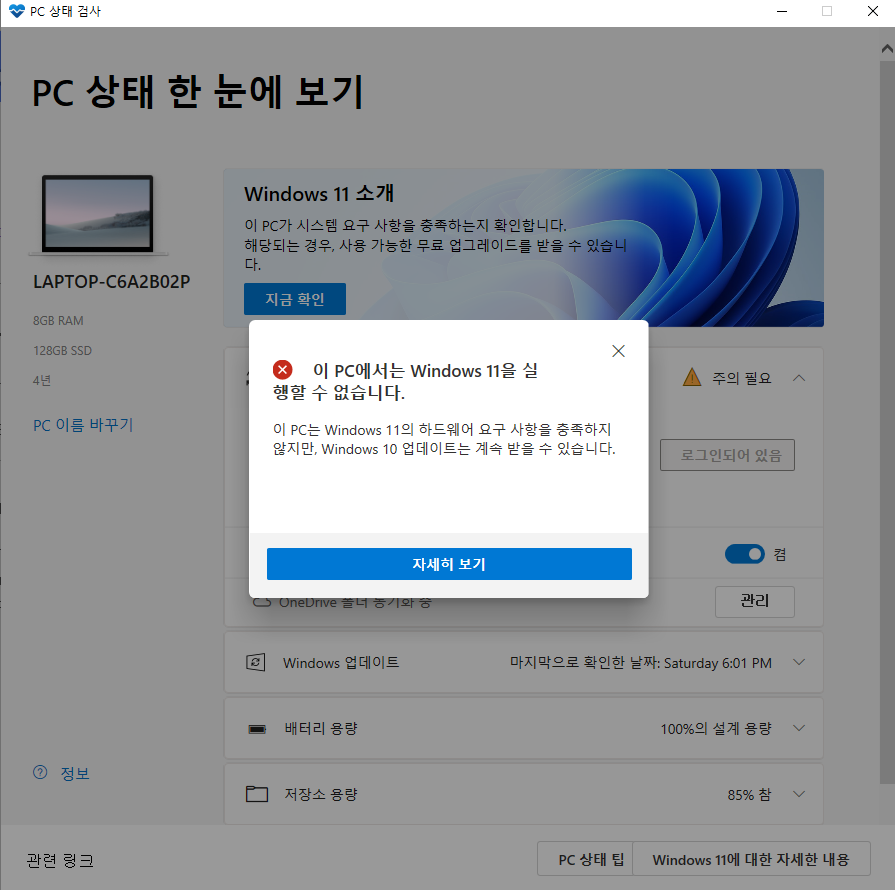 PC 상태 검사
PC 상태 한 눈에 보기
LAPTOP-C6A2B02P
8GB RAM
128GB SSD
4년
PC 이름 바꾸기
Windows 11 소개
이 PC가 시스템 요구 사항을 충족하는지 확인합니다.
해당되는 경우, 사용 가능한 무료 업그레이드를 받을 수 있습니
다.
지금 확인
주의 필요
로그인되어 있음
켬
이 PC에서는 Windows 11을 실
행할 수 없습니다.
이 PC는 Windows 11의 하드웨어 요구 사항을 충족하지
않지만, Windows 10 업데이트는 계속 받을 수 있습니다.
자세히 보기
OneDrive 폴더 동기화 중
관리
Windows 업데이트
마지막으로 확인한 날짜: Saturday 6:01 PM
배터리 용량
100%의 설계 용량
저장소 용량
85% 참
정보
관련 링크
PC 상태 팁
Windows 11에 대한 자세한 내용